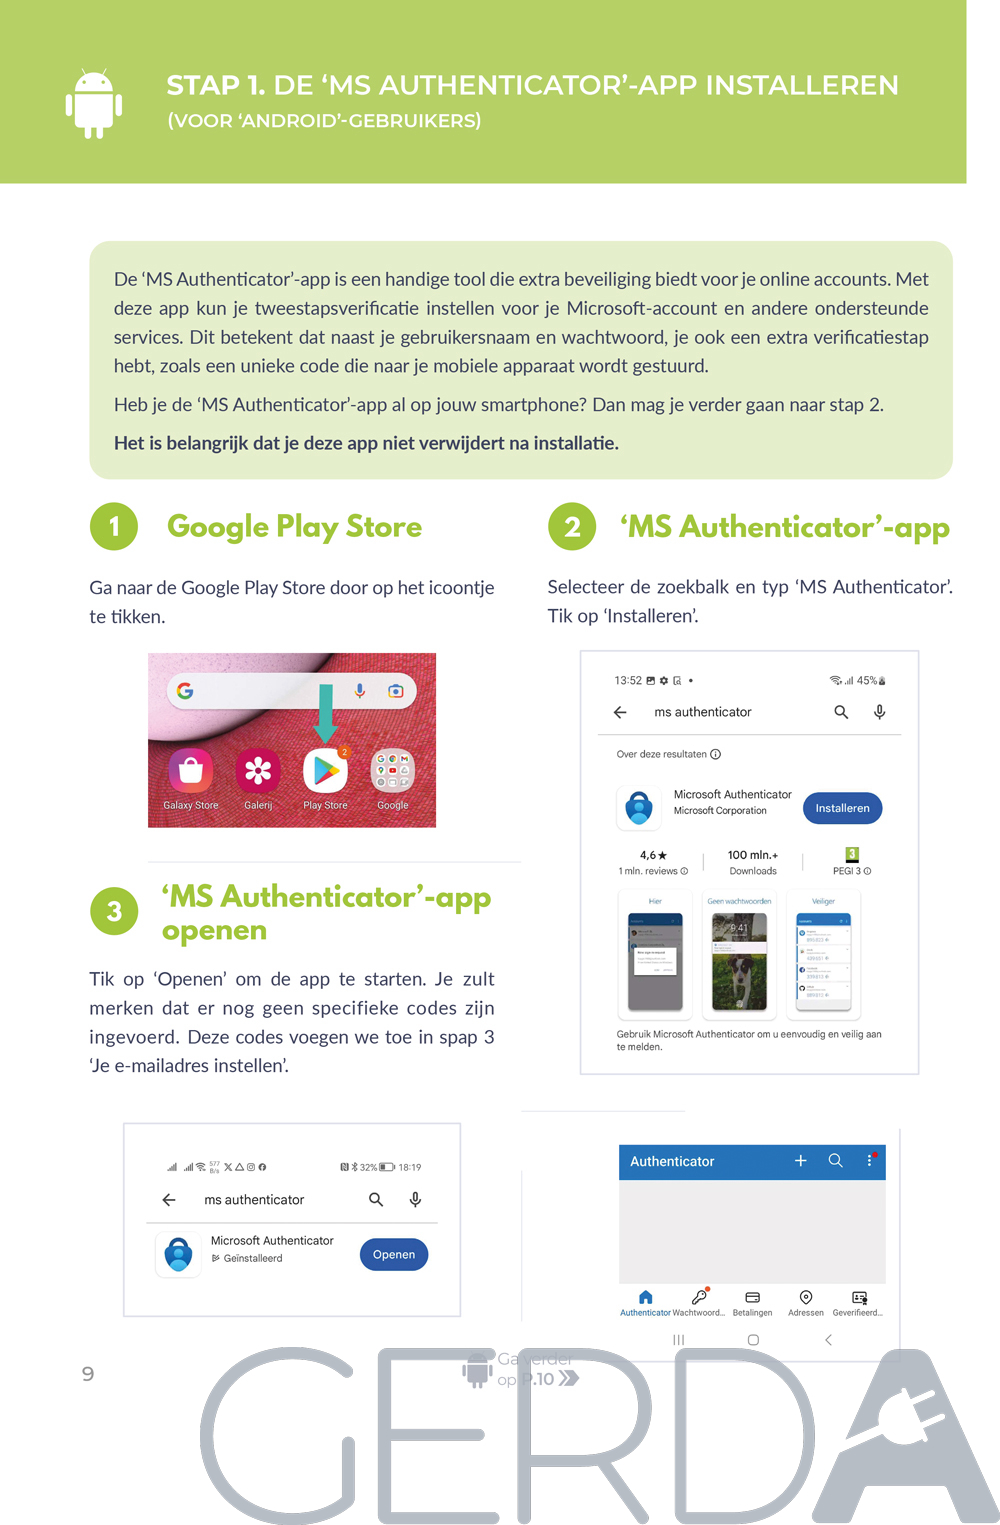 STAP 1. DE ‘MS AUTHENTICATOR’-APP INSTALLEREN
(VOOR ‘ANDROID’-GEBRUIKERS)
De ‘MS Authenticator’-app is een handige tool die extra beveiliging biedt voor je online accounts. Met
deze app kun je tweestapsverificatie instellen voor je Microsoft-account en andere ondersteunde
services. Dit betekent dat naast je gebruikersnaam en wachtwoord, je ook een extra verificatiestap
hebt, zoals een unieke code die naar je mobiele apparaat wordt gestuurd.
Heb je de ‘MS Authenticator’-app al op jouw smartphone? Dan mag je verder gaan naar stap 2.
Het is belangrijk dat je deze app niet verwijdert na installatie.
1 Google Play Store
Ga naar de Google Play Store door op het icoontje
te tikken.
2
Galaxy Store Galerij Play Store Google
2 ‘MS Authenticator’-app
Selecteer de zoekbalk en typ ‘MS Authenticator’.
Tik op ‘Installeren’.
13:52 45%
ms authenticator
Over deze resultaten
Microsoft Authenticator
Microsoft Corporation
Installeren
4,6★ 100 mln.+ 3
1 mln. reviews Downloads PEGI 3
Hier Geen wachtwoorden Veiliger
9:41
Gebruik Microsoft Authenticator om u eenvoudig en veilig aan
te melden.
3 ‘MS Authenticator’-app
openen
Tik op ‘Openen’ om de app te starten. Je zult
merken dat er nog geen specifieke codes zijn
ingevoerd. Deze codes voegen we toe in spap 3
‘Je e-mailadres instellen’.
577 B/s 32% 18:19
ms authenticator
Microsoft Authenticator
Geïnstalleerd
Openen
Authenticator
Authenticator Wachtwoord... Betalingen Adressen Geverifieerd...
9
Ga verder
op P.10
GERDA